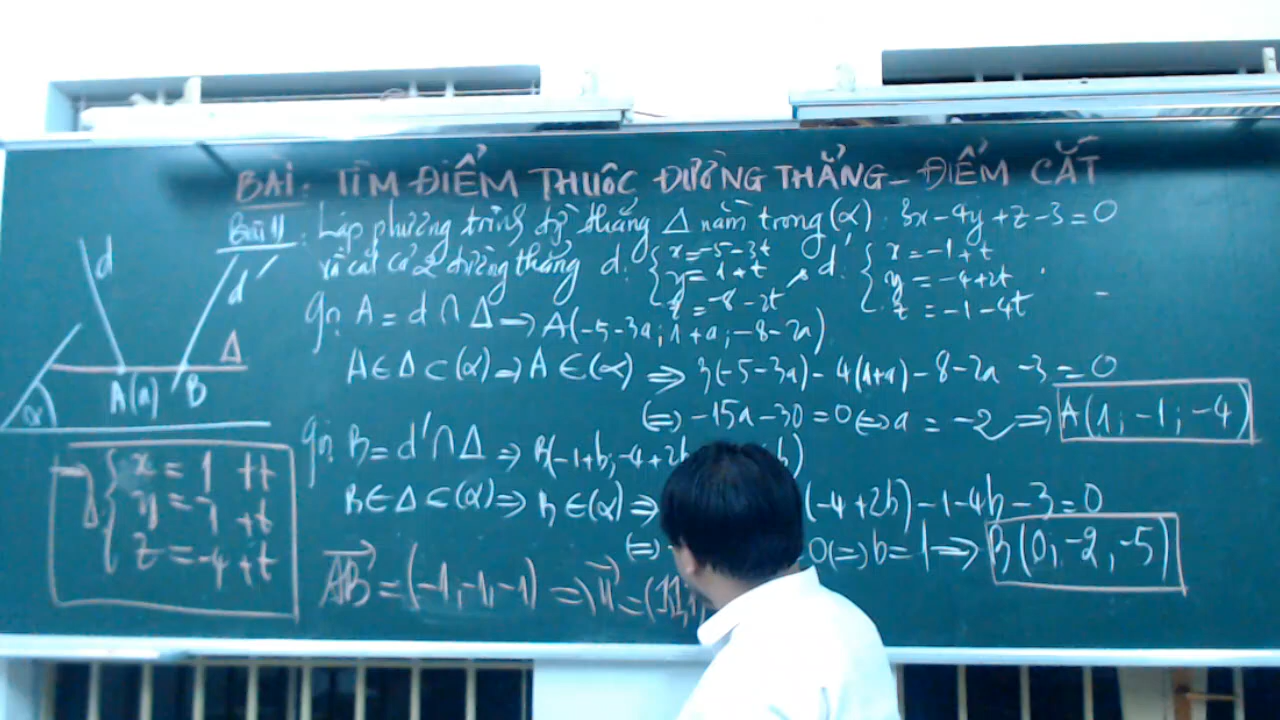 BÀI: TÌM ĐIỂM THUỘC ĐƯỜNG THẲNG - ĐIỂM CẮT
Bài 11: Lập phương trình đg thẳng Δ nằm trong (α): 3x-4y+z-3=0
và cắt cả 2 đường thẳng d: { x=-5-3t y=1+t z=-8-2t , d': { x=-1+t y=-4+2t z=-1-4t
d
d'
Δ
α
A(a)
B
Gọi A = d ∩ Δ → A(-5-3a; 1+a; -8-2a)
A ∈ Δ ⊂ (α) ⇒ A ∈ (α) ⇒ 3(-5-3a)-4(1+a)-8-2a-3=0
⇔ -15a-30=0 ⇔ a=-2 ⇒ A(1; -1; -4)
Gọi B = d' ∩ Δ ⇒ B(-1+b; -4+2b
B ∈ Δ ⊂ (α) ⇒ B ∈ (α) ⇒ (-4+2b)-1-4b-3=0
⇔ - 0 ⇔ b=1 ⇒ B(0, -2, -5)
AB = (-1, -1, -1) ⇒ u = (1
→ Δ: { x = 1 +t
y = -1 +t
z = -4 +t